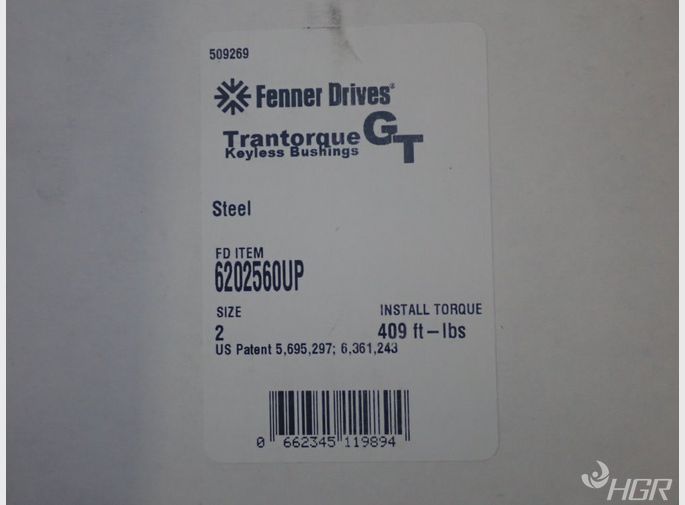 509269
Fenner Drives®
Trantorque GT
Keyless Bushings
Steel
FD ITEM
6202560UP
SIZE INSTALL TORQUE
2 409 ft-lbs
US Patent 5,695,297; 6,361,243
0 662345 119894
HGR